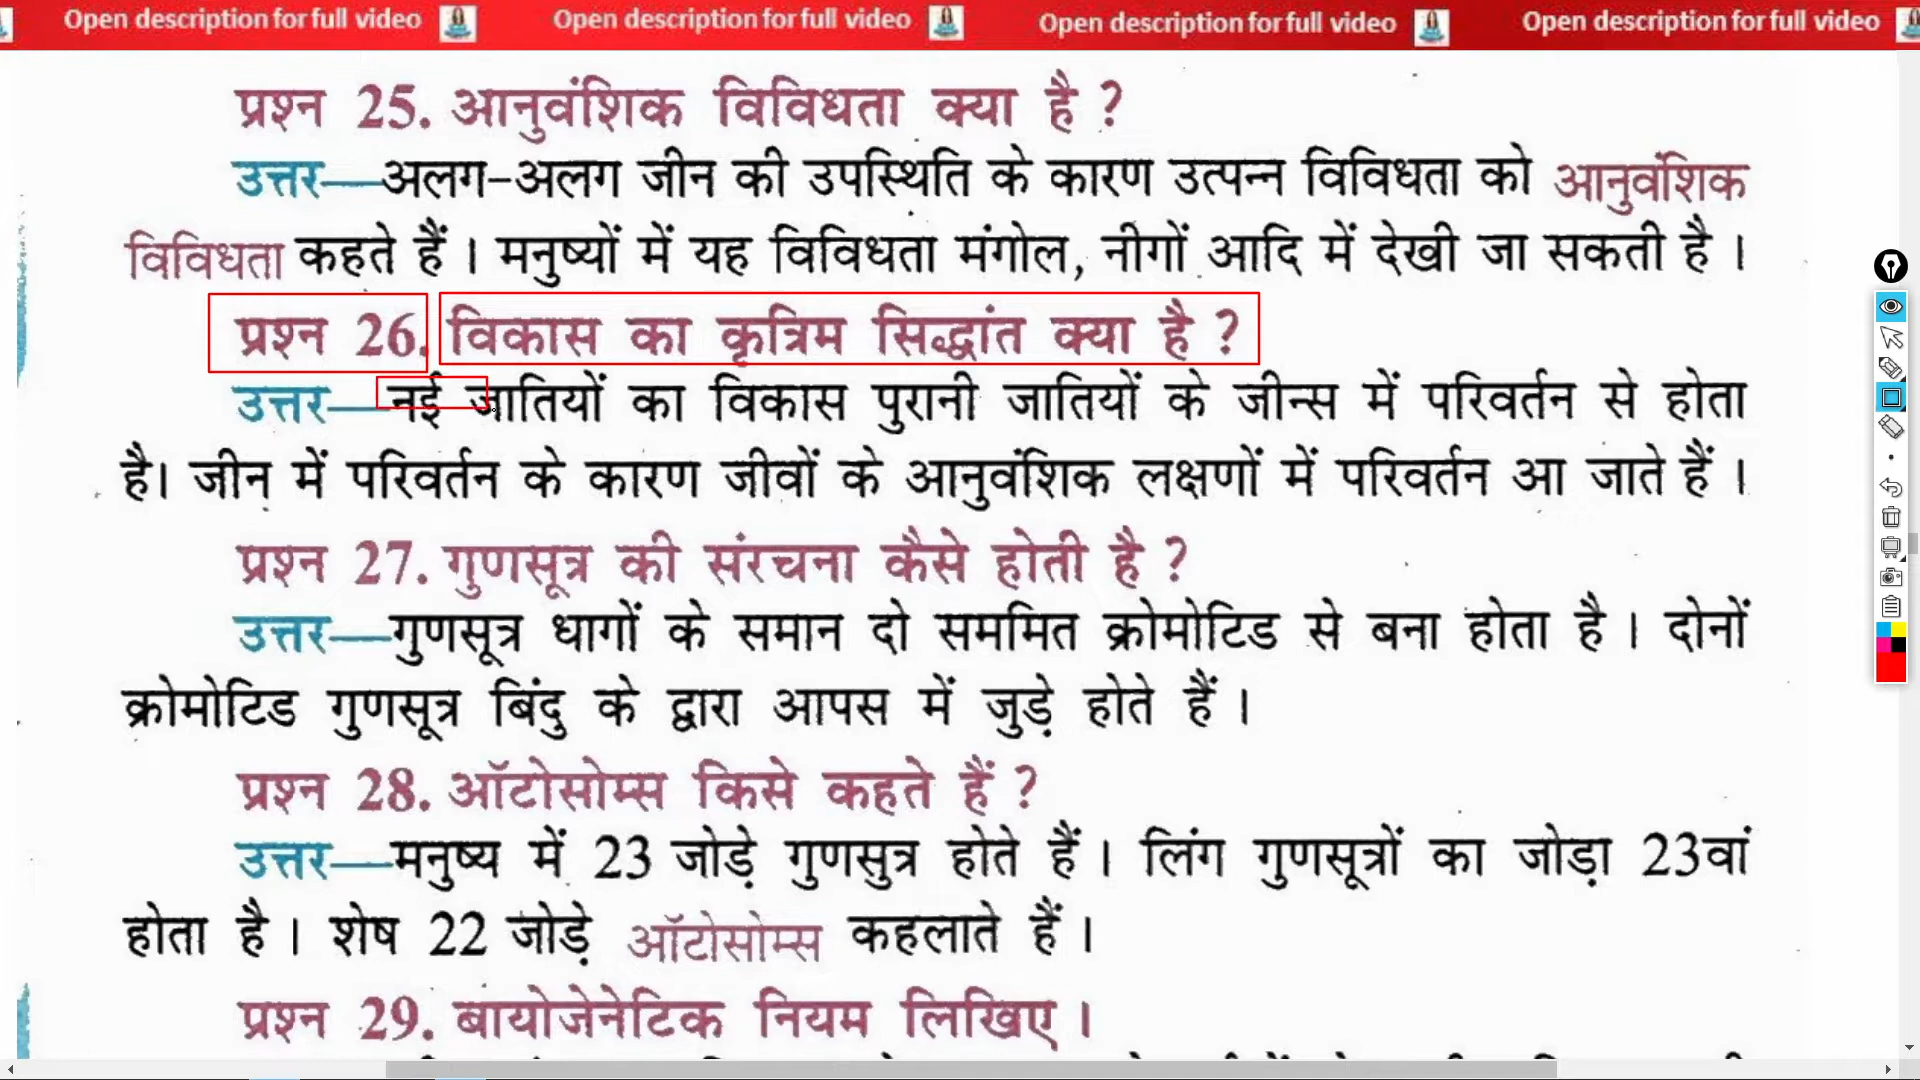 Open description for full video Open description for full video Open description for full video Open description for full video
प्रश्न 25. आनुवंशिक विविधता क्या है ?
उत्तर—अलग-अलग जीन की उपस्थिति के कारण उत्पन्न विविधता को आनुवंशिक
विविधता कहते हैं । मनुष्यों में यह विविधता मंगोल, नीगों आदि में देखी जा सकती है ।
प्रश्न 26. विकास का कृत्रिम सिद्धांत क्या है ?
उत्तर—नई जातियों का विकास पुरानी जातियों के जीन्स में परिवर्तन से होता
है। जीन में परिवर्तन के कारण जीवों के आनुवंशिक लक्षणों में परिवर्तन आ जाते हैं ।
प्रश्न 27. गुणसूत्र की संरचना कैसे होती है ?
उत्तर—गुणसूत्र धागों के समान दो सममित क्रोमोटिड से बना होता है । दोनों
क्रोमोटिड गुणसूत्र बिंदु के द्वारा आपस में जुड़े होते हैं ।
प्रश्न 28. ऑटोसोम्स किसे कहते हैं ?
उत्तर—मनुष्य में 23 जोड़े गुणसुत्र होते हैं । लिंग गुणसूत्रों का जोड़ा 23वां
होता है । शेष 22 जोड़े ऑटोसोम्स कहलाते हैं ।
प्रश्न 29. बायोजेनेटिक नियम लिखिए ।